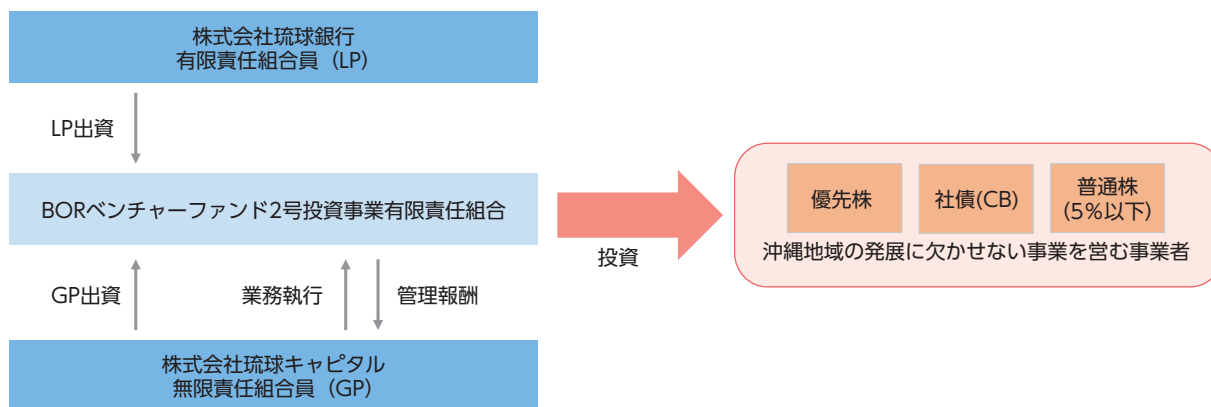 株式会社琉球銀行
有限責任組合員（LP）
LP出資
BORベンチャーファンド2号投資事業有限責任組合
GP出資
業務執行
管理報酬
株式会社琉球キャピタル
無限責任組合員（GP）
投資
優先株
社債(CB)
普通株
(5%以下)
沖縄地域の発展に欠かせない事業を営む事業者